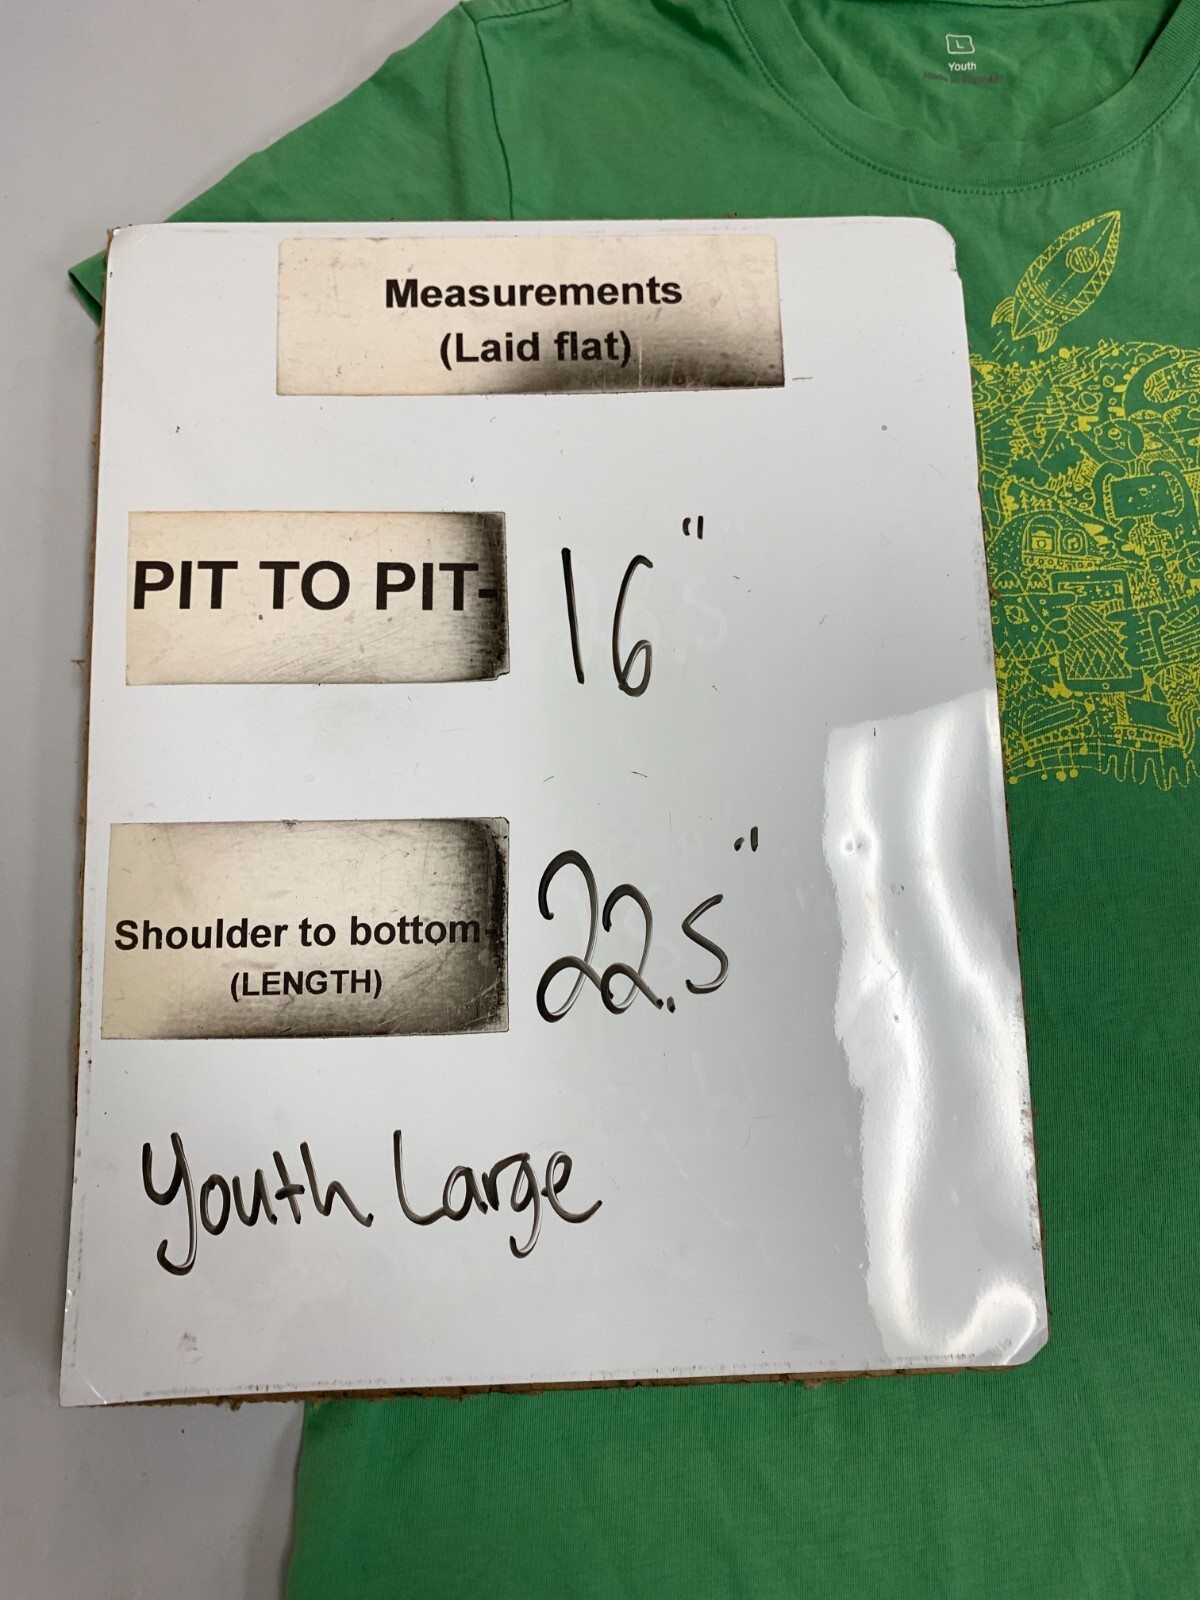 L
Youth
Measurements
(Laid flat)
PIT TO PIT- 16"
Shoulder to bottom-
(LENGTH)
22.5"
Youth Large